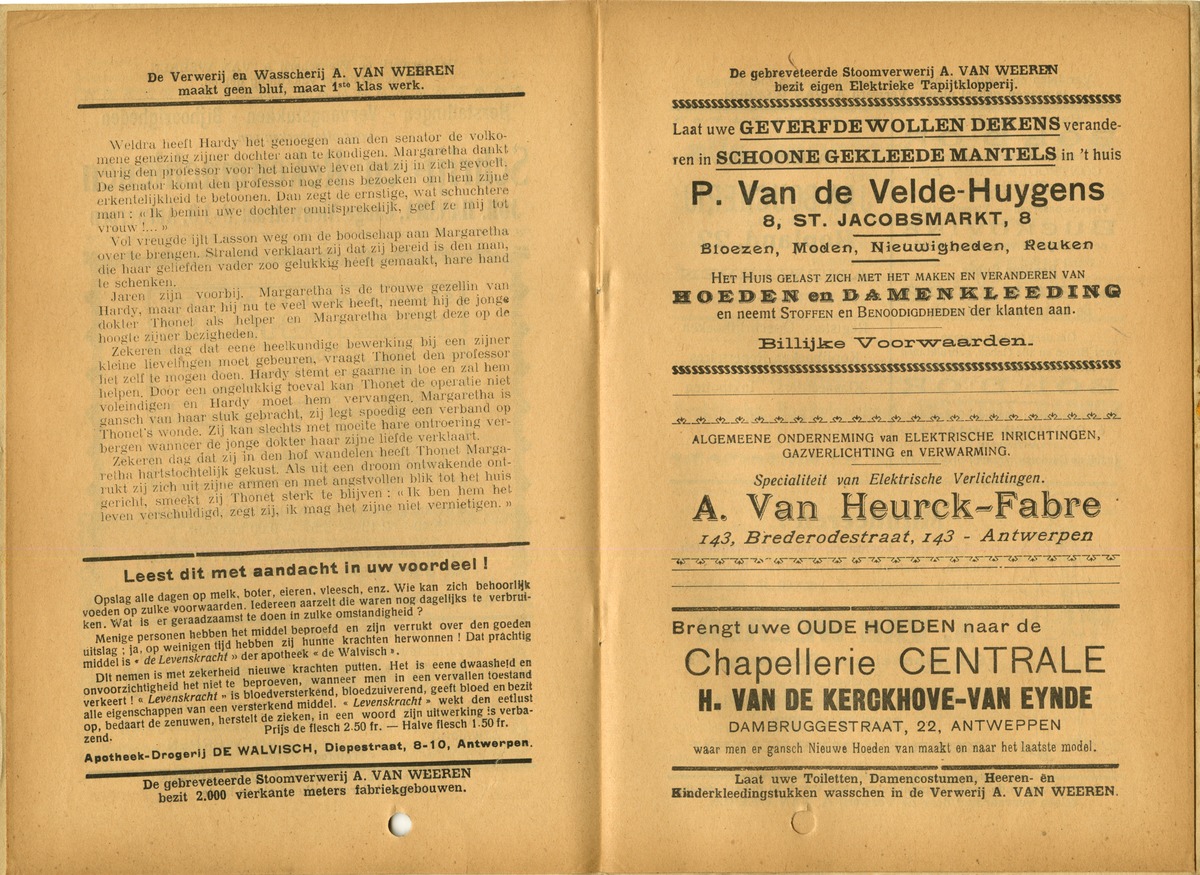 De Verwerij en Wasscherij A. VAN WEEREN
maakt geen bluf, maar 1ste klas werk.
Weldra heeft Hardy het genoegen aan den senator de volko-
mene genezing zijner dochter aan te kondigen. Margaretha dankt
vurig den professor voor het nieuwe leven dat zij in zich gevoelt.
De senator komt den professor nog eens bezoeken om hem zijne
erkentelijkheid te betoonen. Dan zegt de ernstige, wat schuchtere
man : « Ik bemin uwe dochter onuitsprekelijk, geef ze mij tot
vrouw !... »
Vol vreugde ijlt Lasson weg om de boodschap aan Margaretha
over te brengen. Stralend verklaart zij dat zij bereid is den man,
die haar geliefden vader zoo gelukkig heeft gemaakt, hare hand
te schenken.
Jaren zijn voorbij. Margaretha is de trouwe gezellin van
Hardy, maar daar hij nu te veel werk heeft, neemt hij de jonge
dokter Thonet als helper en Margaretha brengt deze op de
hoogte zijner bezigheden.
Zekeren dag dat eene heelkundige bewerking bij een zijner
kleine lievelingen moet gebeuren, vraagt Thonet den professor
het zelf te mogen doen. Hardy stemt er gaarne in toe en zal hem
helpen. Door een ongelukkig toeval kan Thonet de operatie niet
voleindigen en Hardy moet hem vervangen. Margaretha is
gansch van haar stuk gebracht, zij legt spoedig een verband op
Thonet's wonde. Zij kan slechts met moeite hare ontroering ver-
bergen wanneer de jonge dokter haar zijne liefde verklaart.
Zekeren dag dat zij in den hof wandelen heeft Thonet Marga-
retha hartstochtelijk gekust. Als uit een droom ontwakende ont-
rukt zij zich uit zijne armen en met angstvollen blik tot het huis
gericht, smeekt zij Thonet sterk te blijven : « Ik ben hem het
leven verschuldigd, zegt zij, ik mag het zijne niet vernietigen. »
Leest dit met aandacht in uw voordeel !
Opslag alle dagen op melk, boter, eieren, vleesch, enz. Wie kan zich behoorlijk
voeden op zulke voorwaarden. Iedereen aarzelt die waren nog dagelijks te verbrui-
ken. Wat is er geraadzaamst te doen in zulke omstandigheid ?
Menige personen hebben het middel beproefd en zijn verrukt over den goeden
uitslag ; ja, op weinigen tijd hebben zij hunne krachten herwonnen ! Dat prachtig
middel is « de Levenskracht » der apotheek « de Walvisch ».
Dit nemen is met zekerheid nieuwe krachten putten. Het is eene dwaasheid en
onvoorzichtigheid het niet te beproeven, wanneer men in een vervallen toestand
verkeert ! « Levenskracht » is bloedversterkend, bloedzuiverend, geeft bloed en bezit
alle eigenschappen van een versterkend middel. « Levenskracht » wekt den eetlust
op, bedaart de zenuwen, herstelt de zieken, in een woord zijn uitwerking is verba-
zend. Prijs de flesch 2.50 fr. — Halve flesch 1.50 fr.
Apotheek-Drogerij DE WALVISCH, Diepestraat, 8-10, Antwerpen.
De gebreveteerde Stoomverwerij A. VAN WEEREN
bezit 2.000 vierkante meters fabriekgebouwen.
De gebreveteerde Stoomverwerij A. VAN WEEREN
bezit eigen Elektrieke Tapijtklopperij.
Laat uwe GEVERFDE WOLLEN DEKENS verande-
ren in SCHOONE GEKLEEDE MANTELS in 't huis
P. Van de Velde-Huygens
8, ST. JACOBSMARKT, 8
Bloezen, Moden, Nieuwigheden, Reuken
HET HUIS GELAST ZICH MET HET MAKEN EN VERANDEREN VAN
HOEDEN en DAMENKLEEDING
en neemt STOFFEN en BENOODIGDHEDEN der klanten aan.
Billijke Voorwaarden.
ALGEMEENE ONDERNEMING van ELEKTRISCHE INRICHTINGEN,
GAZVERLICHTING en VERWARMING.
Specialiteit van Elektrische Verlichtingen.
A. Van Heurck-Fabre
143, Brederodestraat, 143 - Antwerpen
Brengt uwe OUDE HOEDEN naar de
Chapellerie CENTRALE
H. VAN DE KERCKHOVE-VAN EYNDE
DAMBRUGGESTRAAT, 22, ANTWEPPEN
waar men er gansch Nieuwe Hoeden van maakt en naar het laatste model.
Laat uwe Toiletten, Damencostumen, Heeren- ën
Kinderkleedingstukken wasschen in de Verwerij A. VAN WEEREN.